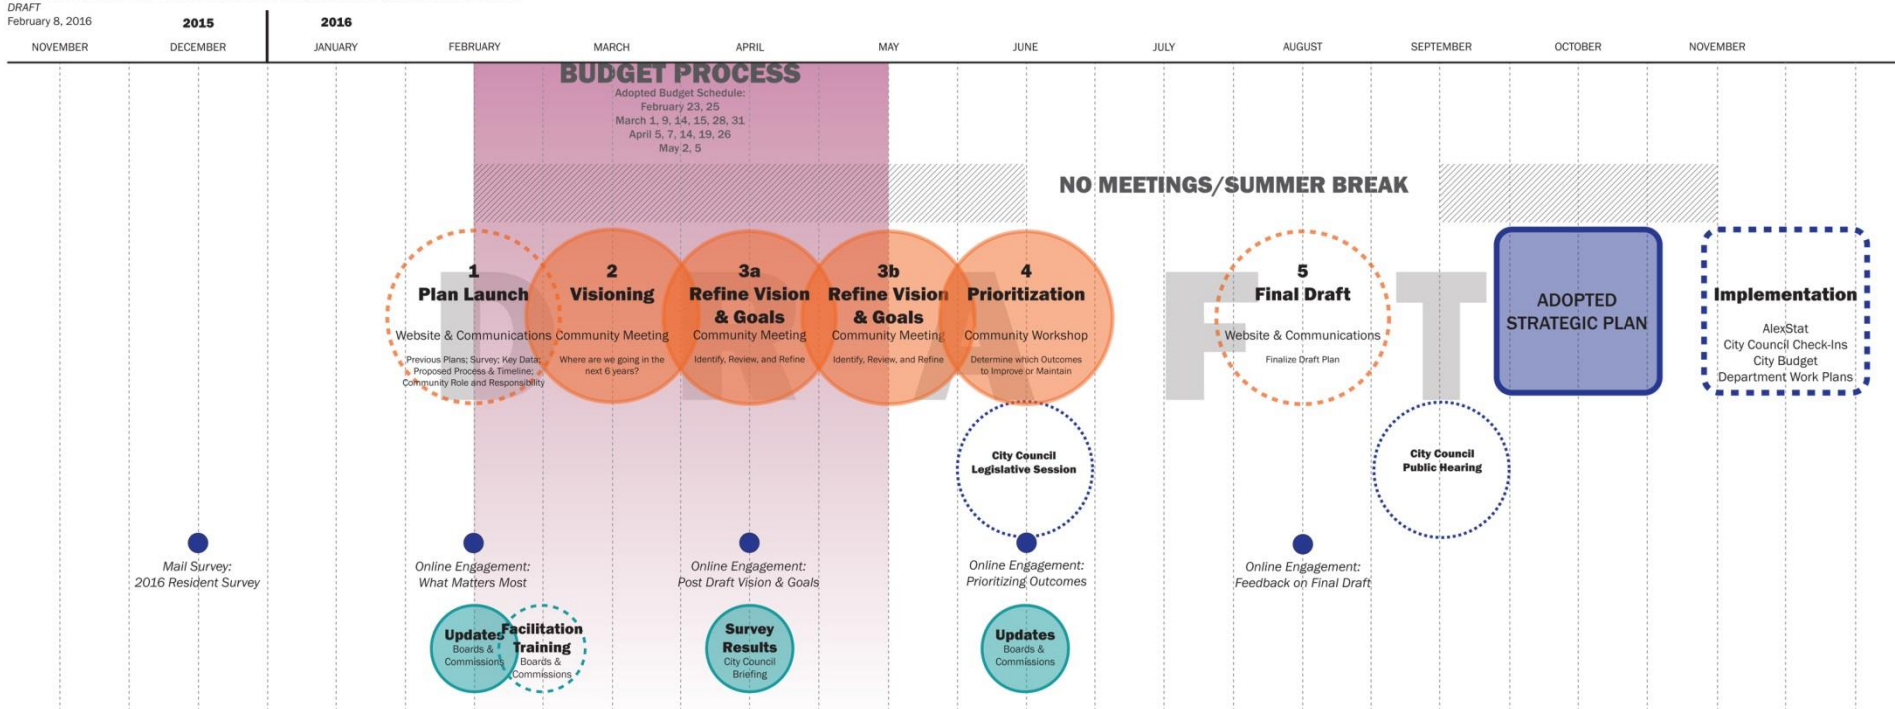 DRAFT
February 8, 2016
2015
2016
NOVEMBER
DECEMBER
JANUARY
FEBRUARY
MARCH
APRIL
MAY
JUNE
JULY
AUGUST
SEPTEMBER
OCTOBER
NOVEMBER
BUDGET PROCESS
Adopted Budget Schedule:
February 23, 25
March 1, 9, 14, 15, 28, 31
April 5, 7, 14, 19, 26
May 2, 5
NO MEETINGS/SUMMER BREAK
DRAFT
1
Plan Launch
Website & Communications
Previous Plans; Survey; Key Data;
Proposed Process & Timeline;
Community Role and Responsibility
2
Visioning
Community Meeting
Where are we going in the
next 6 years?
3a
Refine Vision
& Goals
Community Meeting
Identify, Review, and Refine
3b
Refine Vision
& Goals
Community Meeting
Identify, Review, and Refine
4
Prioritization
Community Workshop
Determine which Outcomes
to Improve or Maintain
5
Final Draft
Website & Communications
Finalize Draft Plan
ADOPTED
STRATEGIC PLAN
Implementation
AlexStat
City Council Check-Ins
City Budget
Department Work Plans
City Council
Legislative Session
City Council
Public Hearing
Mail Survey:
2016 Resident Survey
Online Engagement:
What Matters Most
Online Engagement:
Post Draft Vision & Goals
Online Engagement:
Prioritizing Outcomes
Online Engagement:
Feedback on Final Draft
Updates
Boards &
Commissions
Facilitation
Training
Boards &
Commissions
Survey
Results
City Council
Briefing
Updates
Boards &
Commissions